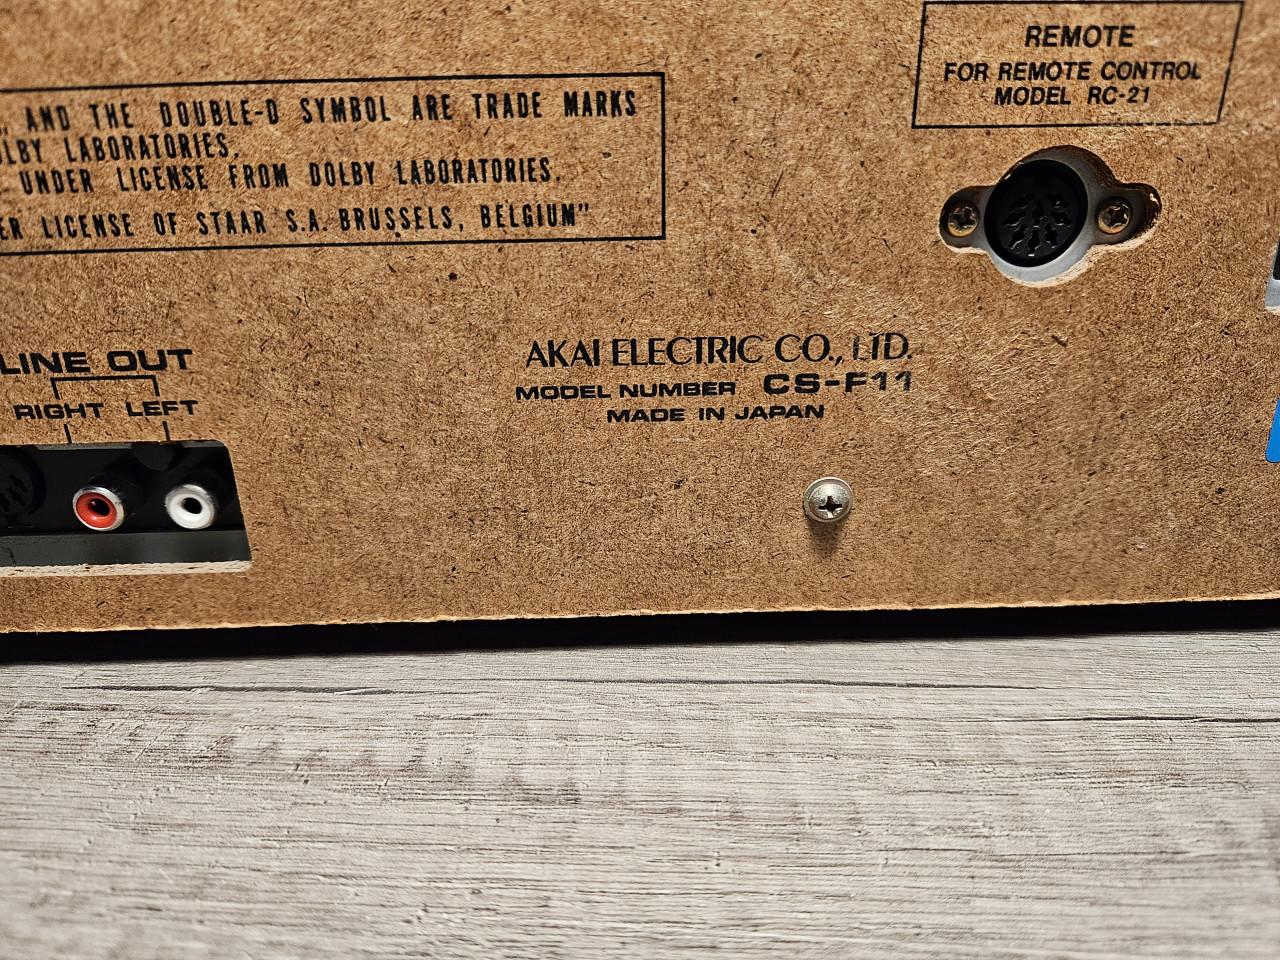 REMOTE
FOR REMOTE CONTROL
MODEL RC-21
AND THE DOUBLE-D SYMBOL ARE TRADE MARKS
LBY LABORATORIES.
UNDER LICENSE FROM DOLBY LABORATORIES.
ER LICENSE OF STAAR S.A. BRUSSELS, BELGIUM"
LINE OUT
RIGHT LEFT
AKAI ELECTRIC CO., LTD.
MODEL NUMBER CS-F11
MADE IN JAPAN